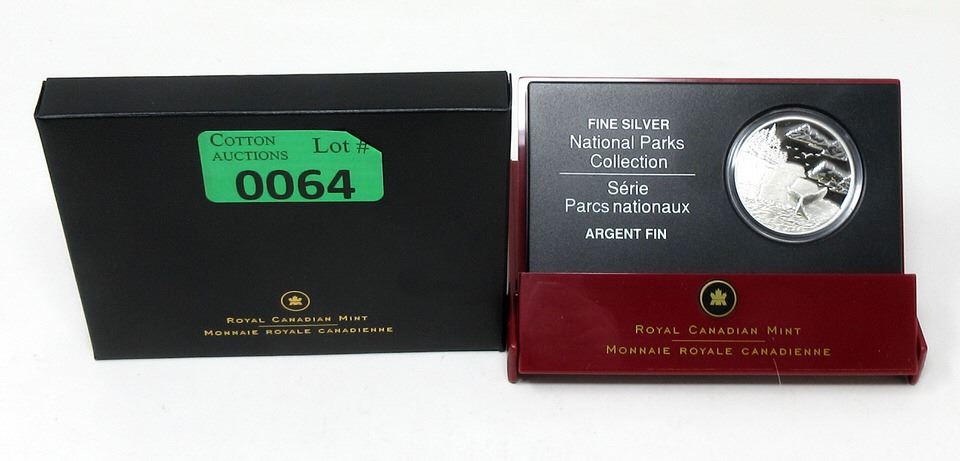 COTTON
AUCTIONS
Lot #
0064
ROYAL CANADIAN MINT
MONNAIE ROYALE CANADIENNE
FINE SILVER
National Parks
Collection
Série
Parcs nationaux
ARGENT FIN
ROYAL CANADIAN MINT
MONNAIE ROYALE CANADIENNE